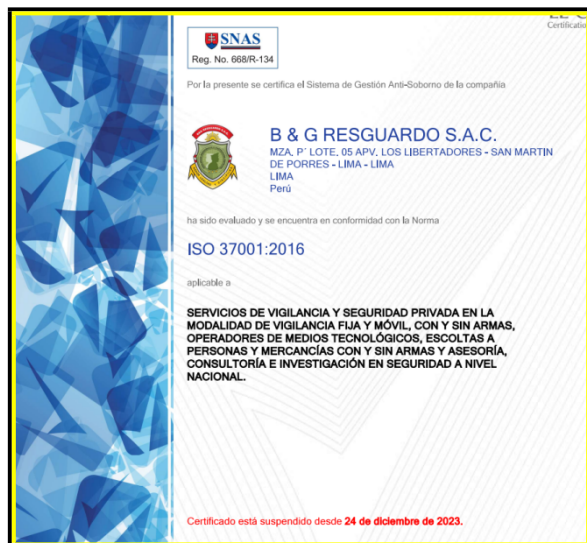 Certificatio
SNAS
Reg. No. 668/R-134
Por la presente se certifica el Sistema de Gestión Anti-Soborno de la compañía
B & G RESGUARDO S.A.C.
MZA. P´ LOTE. 05 APV. LOS LIBERTADORES - SAN MARTIN
DE PORRES - LIMA - LIMA
LIMA
Perú
ha sido evaluado y se encuentra en conformidad con la Norma
ISO 37001:2016
aplicable a
SERVICIOS DE VIGILANCIA Y SEGURIDAD PRIVADA EN LA
MODALIDAD DE VIGILANCIA FIJA Y MÓVIL, CON Y SIN ARMAS,
OPERADORES DE MEDIOS TECNOLÓGICOS, ESCOLTAS A
PERSONAS Y MERCANCÍAS CON Y SIN ARMAS Y ASESORÍA,
CONSULTORÍA E INVESTIGACIÓN EN SEGURIDAD A NIVEL
NACIONAL.
Certificado está suspendido desde 24 de diciembre de 2023.